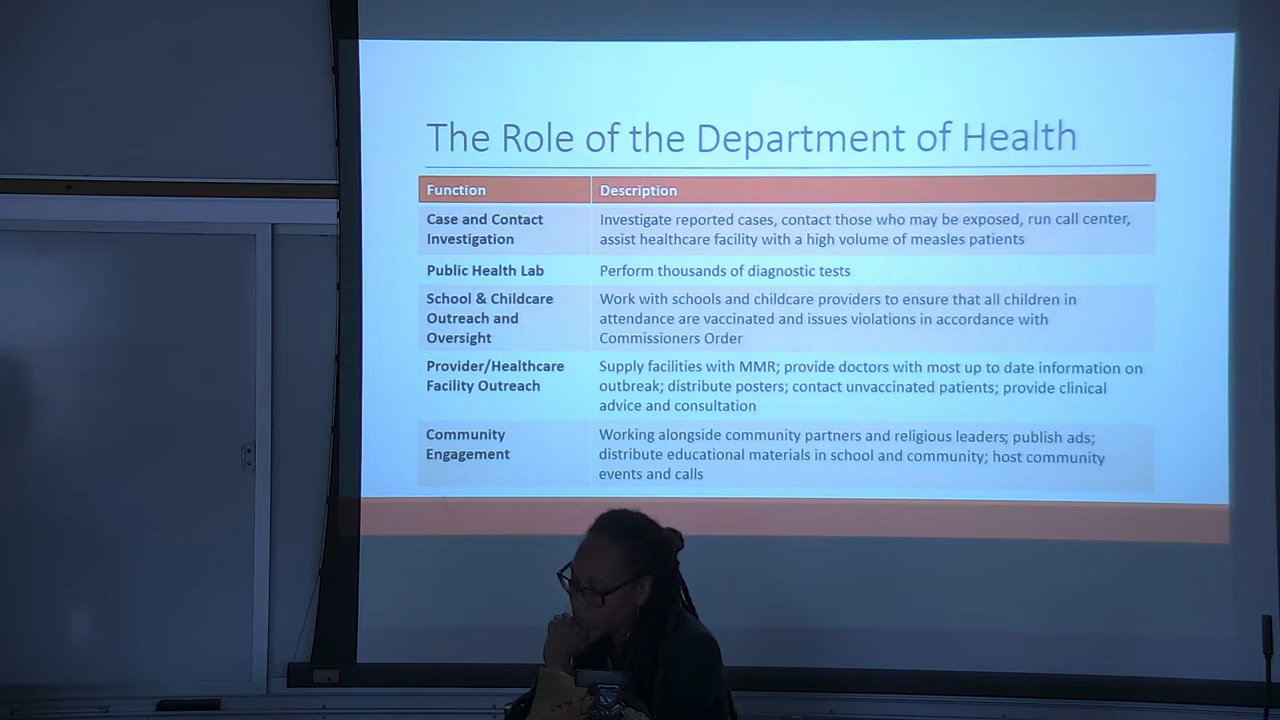 The Role of the Department of Health
Function Description
Case and Contact Investigate reported cases, contact those who may be exposed, run call center,
Investigation assist healthcare facility with a high volume of measles patients
Public Health Lab Perform thousands of diagnostic tests
School & Childcare Work with schools and childcare providers to ensure that all children in
Outreach and attendance are vaccinated and issues violations in accordance with
Oversight Commissioners Order
Provider/Healthcare Supply facilities with MMR; provide doctors with most up to date information on
Facility Outreach outbreak; distribute posters; contact unvaccinated patients; provide clinical
advice and consultation
Community Working alongside community partners and religious leaders; publish ads;
Engagement distribute educational materials in school and community; host community
events and calls